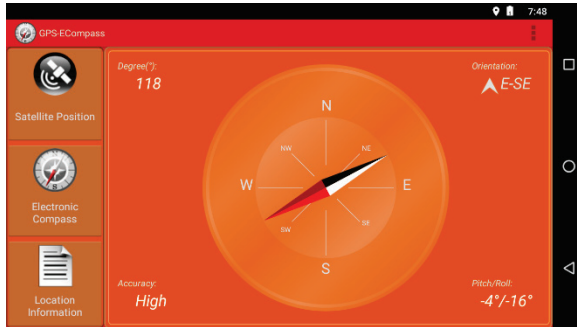 7:48
GPS-ECompass
Satellite Position
Electronic
Compass
Location
Information
Degree(°):
118
Orientation:
E-SE
N
NW
NE
W
E
SW
SE
S
Accuracy:
High
Pitch/Roll:
-4°/-16°